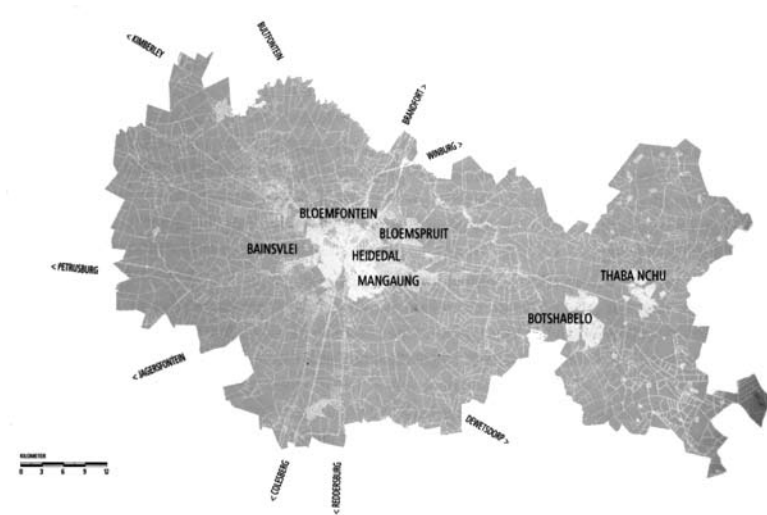 < KIMBERLEY
BULTFONTEIN
BRANDFORT >
WINBURG >
BLOEMFONTEIN
BLOEMSPRUIT
BAINSVLEI
HEIDEDAL
MANGAUNG
< PETRUSBURG
THABA NCHU
BOTSHABELO
< JAGERSFONTEIN
DEWETSDORP >
KILOMETER
0 3 6 9 12
< COLESBERG
< REDDERSBURG